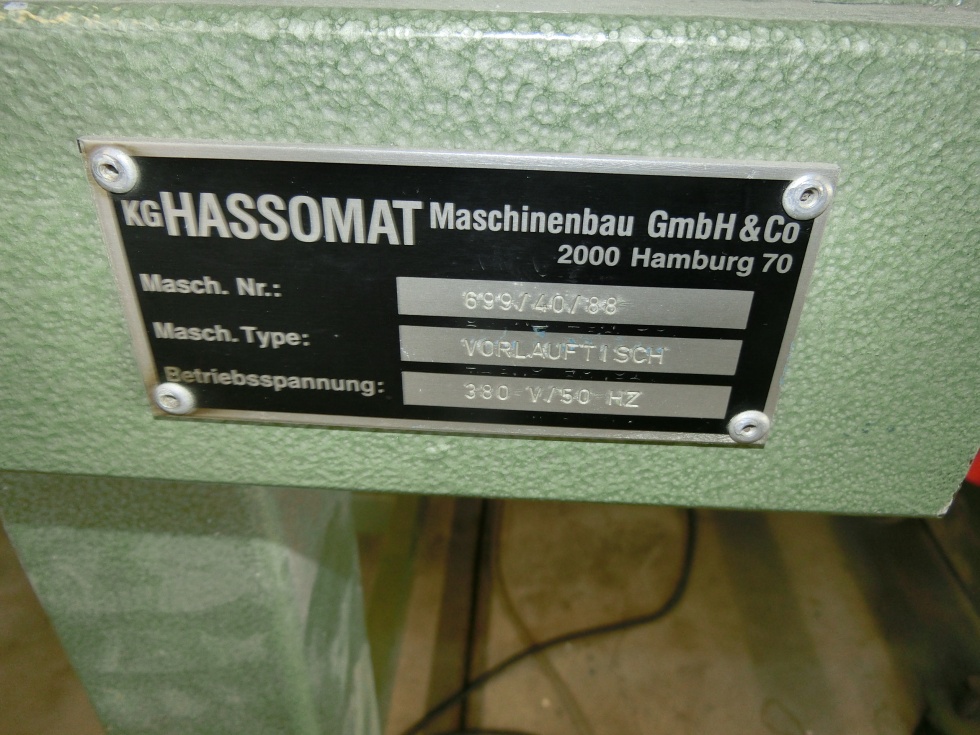 KG HASSOMAT Maschinenbau GmbH & Co
2000 Hamburg 70
Masch. Nr.: 699/40/88
Masch. Type: VORLAUFTISCH
Betriebsspannung: 380 V/50 HZ